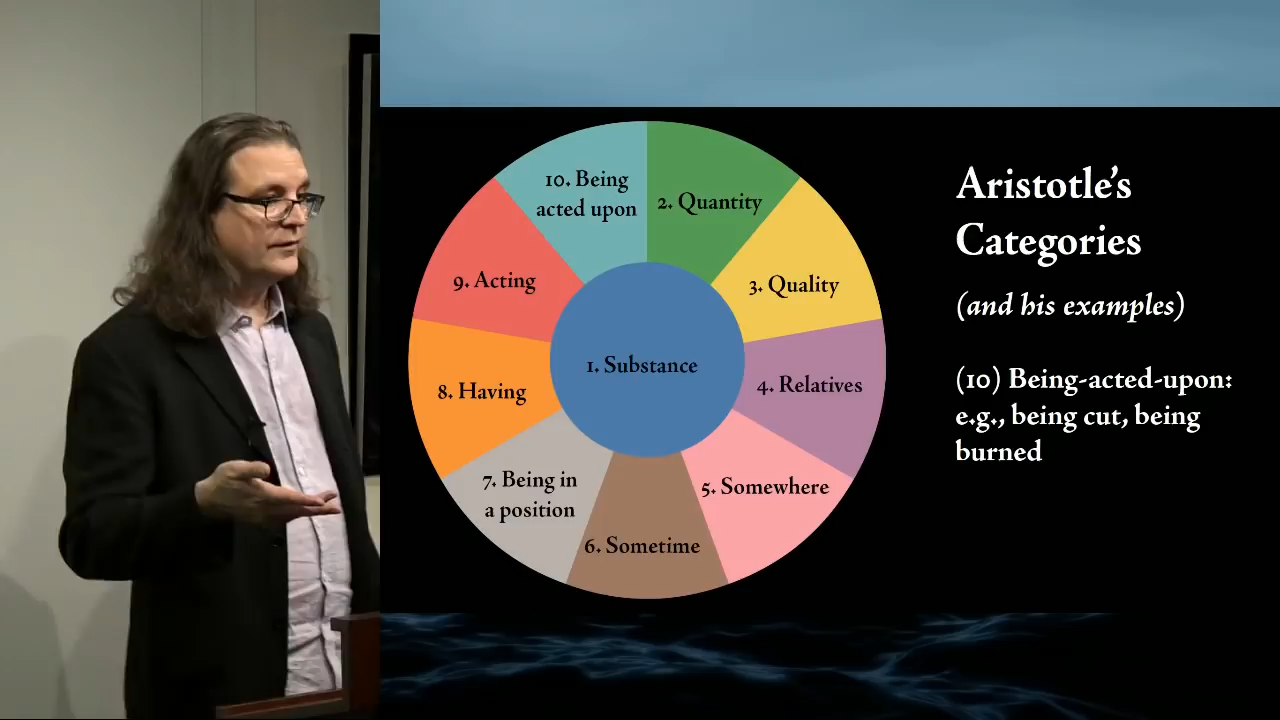 10. Being
acted upon
2. Quantity
9. Acting
3. Quality
1. Substance
8. Having
4. Relatives
7. Being in
a position
5. Somewhere
6. Sometime
Aristotle's
Categories
(and his examples)
(10) Being-acted-upon:
e.g., being cut, being
burned